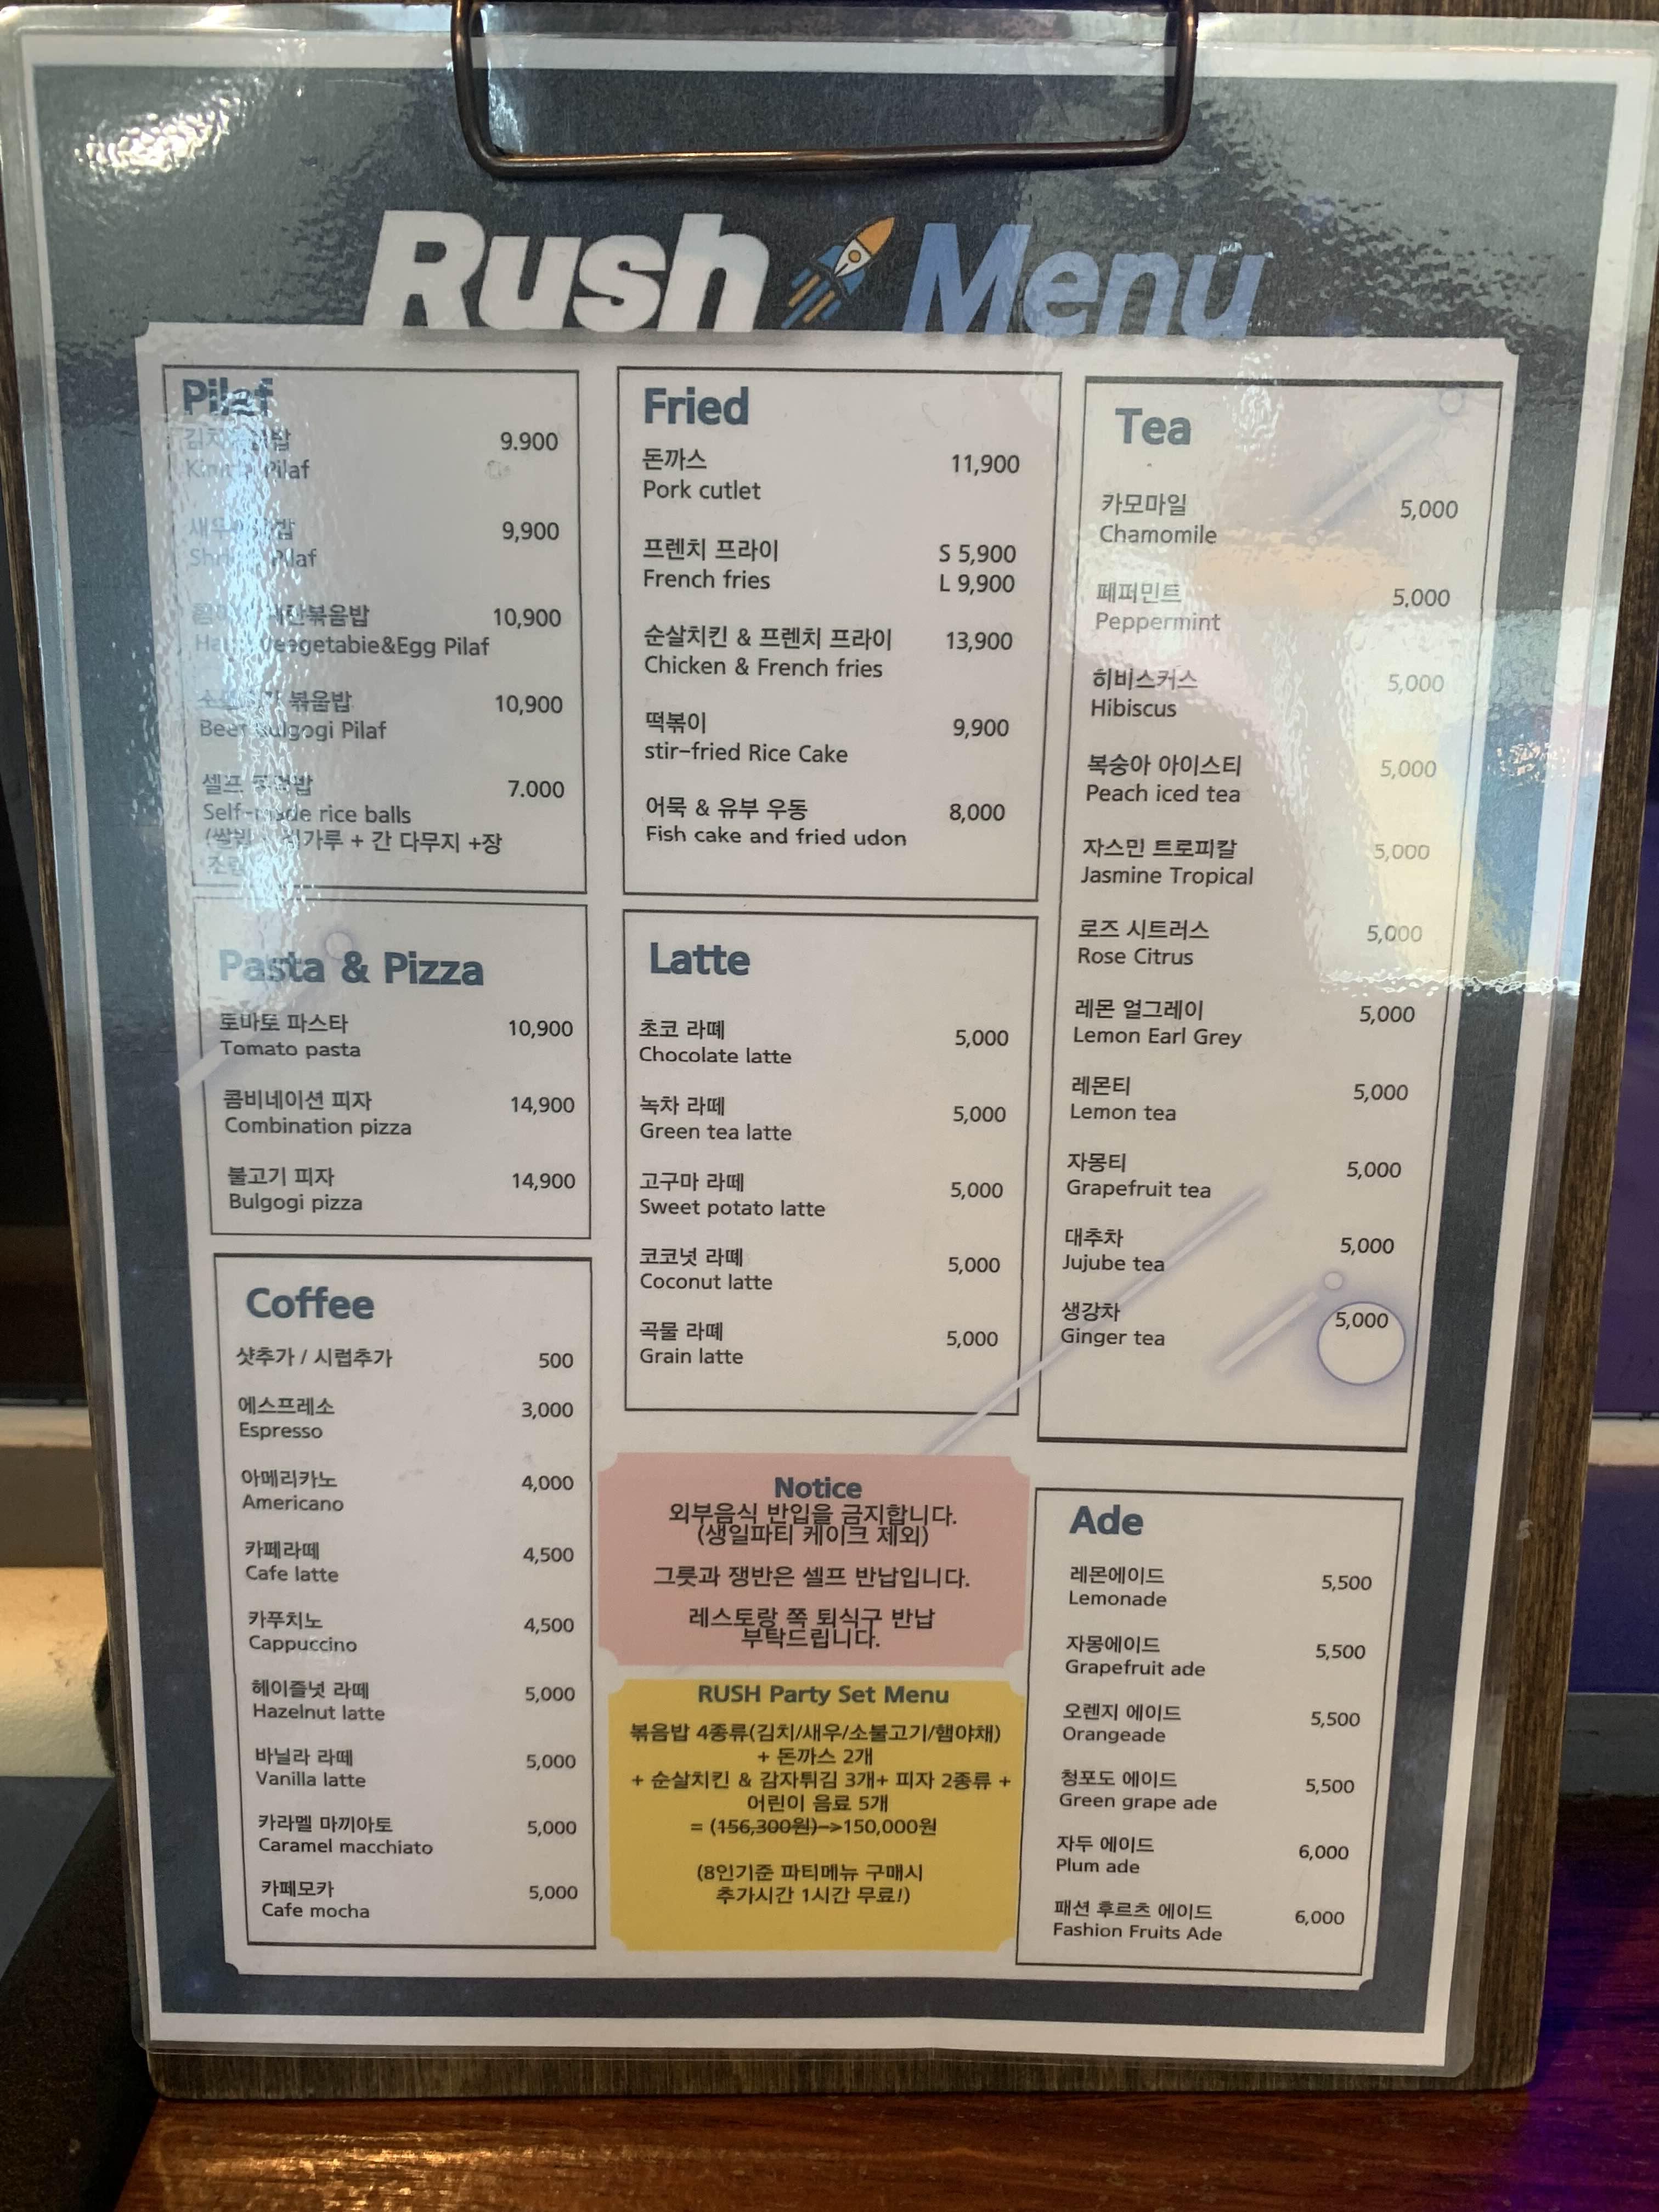 Rush Menu
Pilaf
9.900
Pilaf
9,900
10,900
Egg Pilaf
볶음밥 10,900
Beef Bulgogi Pilaf
셀프 7.000
Self-made rice balls
가루 + 간 다무지 +장
Pasta & Pizza
토마토 파스타 10,900
Tomato pasta
콤비네이션 피자 14,900
Combination pizza
불고기 피자 14,900
Bulgogi pizza
Coffee
샷추가 / 시럽추가 500
에스프레소 3,000
Espresso
아메리카노 4,000
Americano
카페라떼 4,500
Cafe latte
카푸치노 4,500
Cappuccino
헤이즐넛 라떼 5,000
Hazelnut latte
바닐라 라떼 5,000
Vanilla latte
카라멜 마끼아토 5,000
Caramel macchiato
카페모카 5,000
Cafe mocha
Fried
돈까스 11,900
Pork cutlet
프렌치 프라이 S 5,900
French fries L 9,900
순살치킨 & 프렌치 프라이 13,900
Chicken & French fries
떡볶이 9,900
stir-fried Rice Cake
어묵 & 유부 우동 8,000
Fish cake and fried udon
Latte
초코 라떼 5,000
Chocolate latte
녹차 라떼 5,000
Green tea latte
고구마 라떼 5,000
Sweet potato latte
코코넛 라떼 5,000
Coconut latte
곡물 라떼 5,000
Grain latte
Notice
외부음식 반입을 금지합니다.
(생일파티 케이크 제외)
그릇과 쟁반은 셀프 반납입니다.
레스토랑 쪽 퇴식구 반납
부탁드립니다.
RUSH Party Set Menu
볶음밥 4종류(김치/새우/소불고기/햄야채)
+ 돈까스 2개
+ 순살치킨 & 감자튀김 3개+ 피자 2종류 +
어린이 음료 5개
= (156,300원)->150,000원
(8인기준 파티메뉴 구매시
추가시간 1시간 무료!)
Tea
카모마일 5,000
Chamomile
페퍼민트 5,000
Peppermint
히비스커스 5,000
Hibiscus
복숭아 아이스티 5,000
Peach iced tea
자스민 트로피칼 5,000
Jasmine Tropical
로즈 시트러스 5,000
Rose Citrus
레몬 얼그레이 5,000
Lemon Earl Grey
레몬티 5,000
Lemon tea
자몽티 5,000
Grapefruit tea
대추차 5,000
Jujube tea
생강차 5,000
Ginger tea
Ade
레몬에이드 5,500
Lemonade
자몽에이드 5,500
Grapefruit ade
오렌지 에이드 5,500
Orangeade
청포도 에이드 5,500
Green grape ade
자두 에이드 6,000
Plum ade
패션 후르츠 에이드 6,000
Fashion Fruits Ade